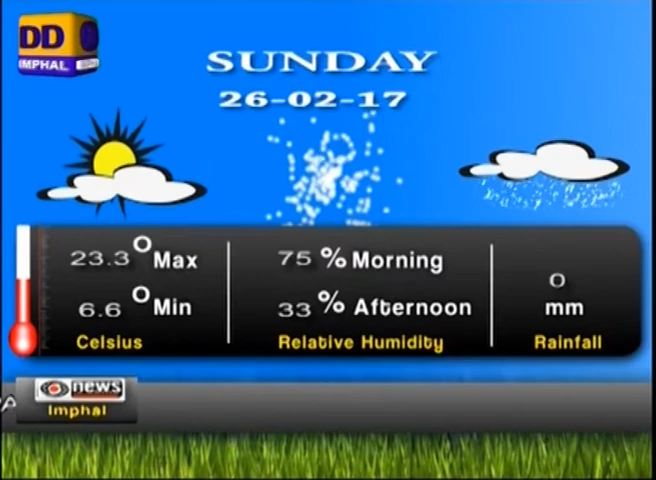 DD
IMPHAL
SUNDAY
26-02-17
23.3°Max
6.6°Min
Celsius
75 % Morning
33 % Afternoon
Relative Humidity
0
mm
Rainfall
news
Imphal